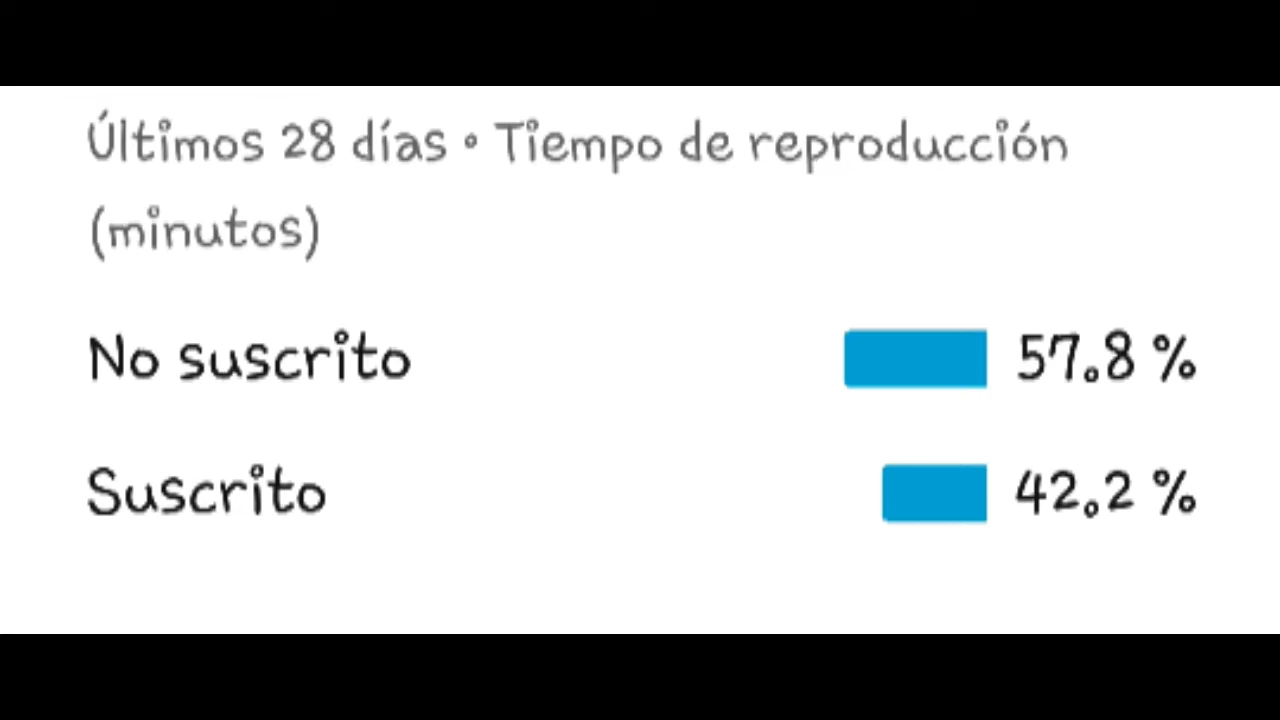 Últimos 28 días • Tiempo de reproducción
(minutos)
No suscrito 57.8 %
Suscrito 42.2 %